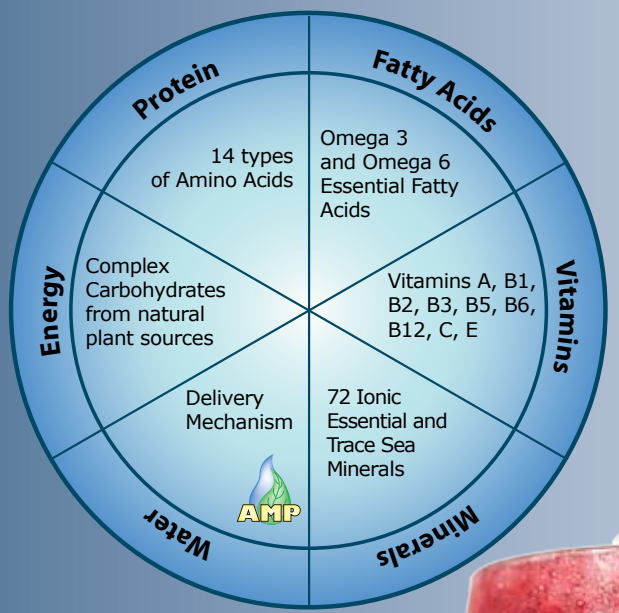 Protein
14 types
of Amino Acids
Fatty Acids
Omega 3
and Omega 6
Essential Fatty
Acids
Vitamins
Vitamins A, B1,
B2, B3, B5, B6,
B12, C, E
Minerals
72 Ionic
Essential and
Trace Sea
Minerals
Water
Delivery
Mechanism
AMP
Energy
Complex
Carbohydrates
from natural
plant sources